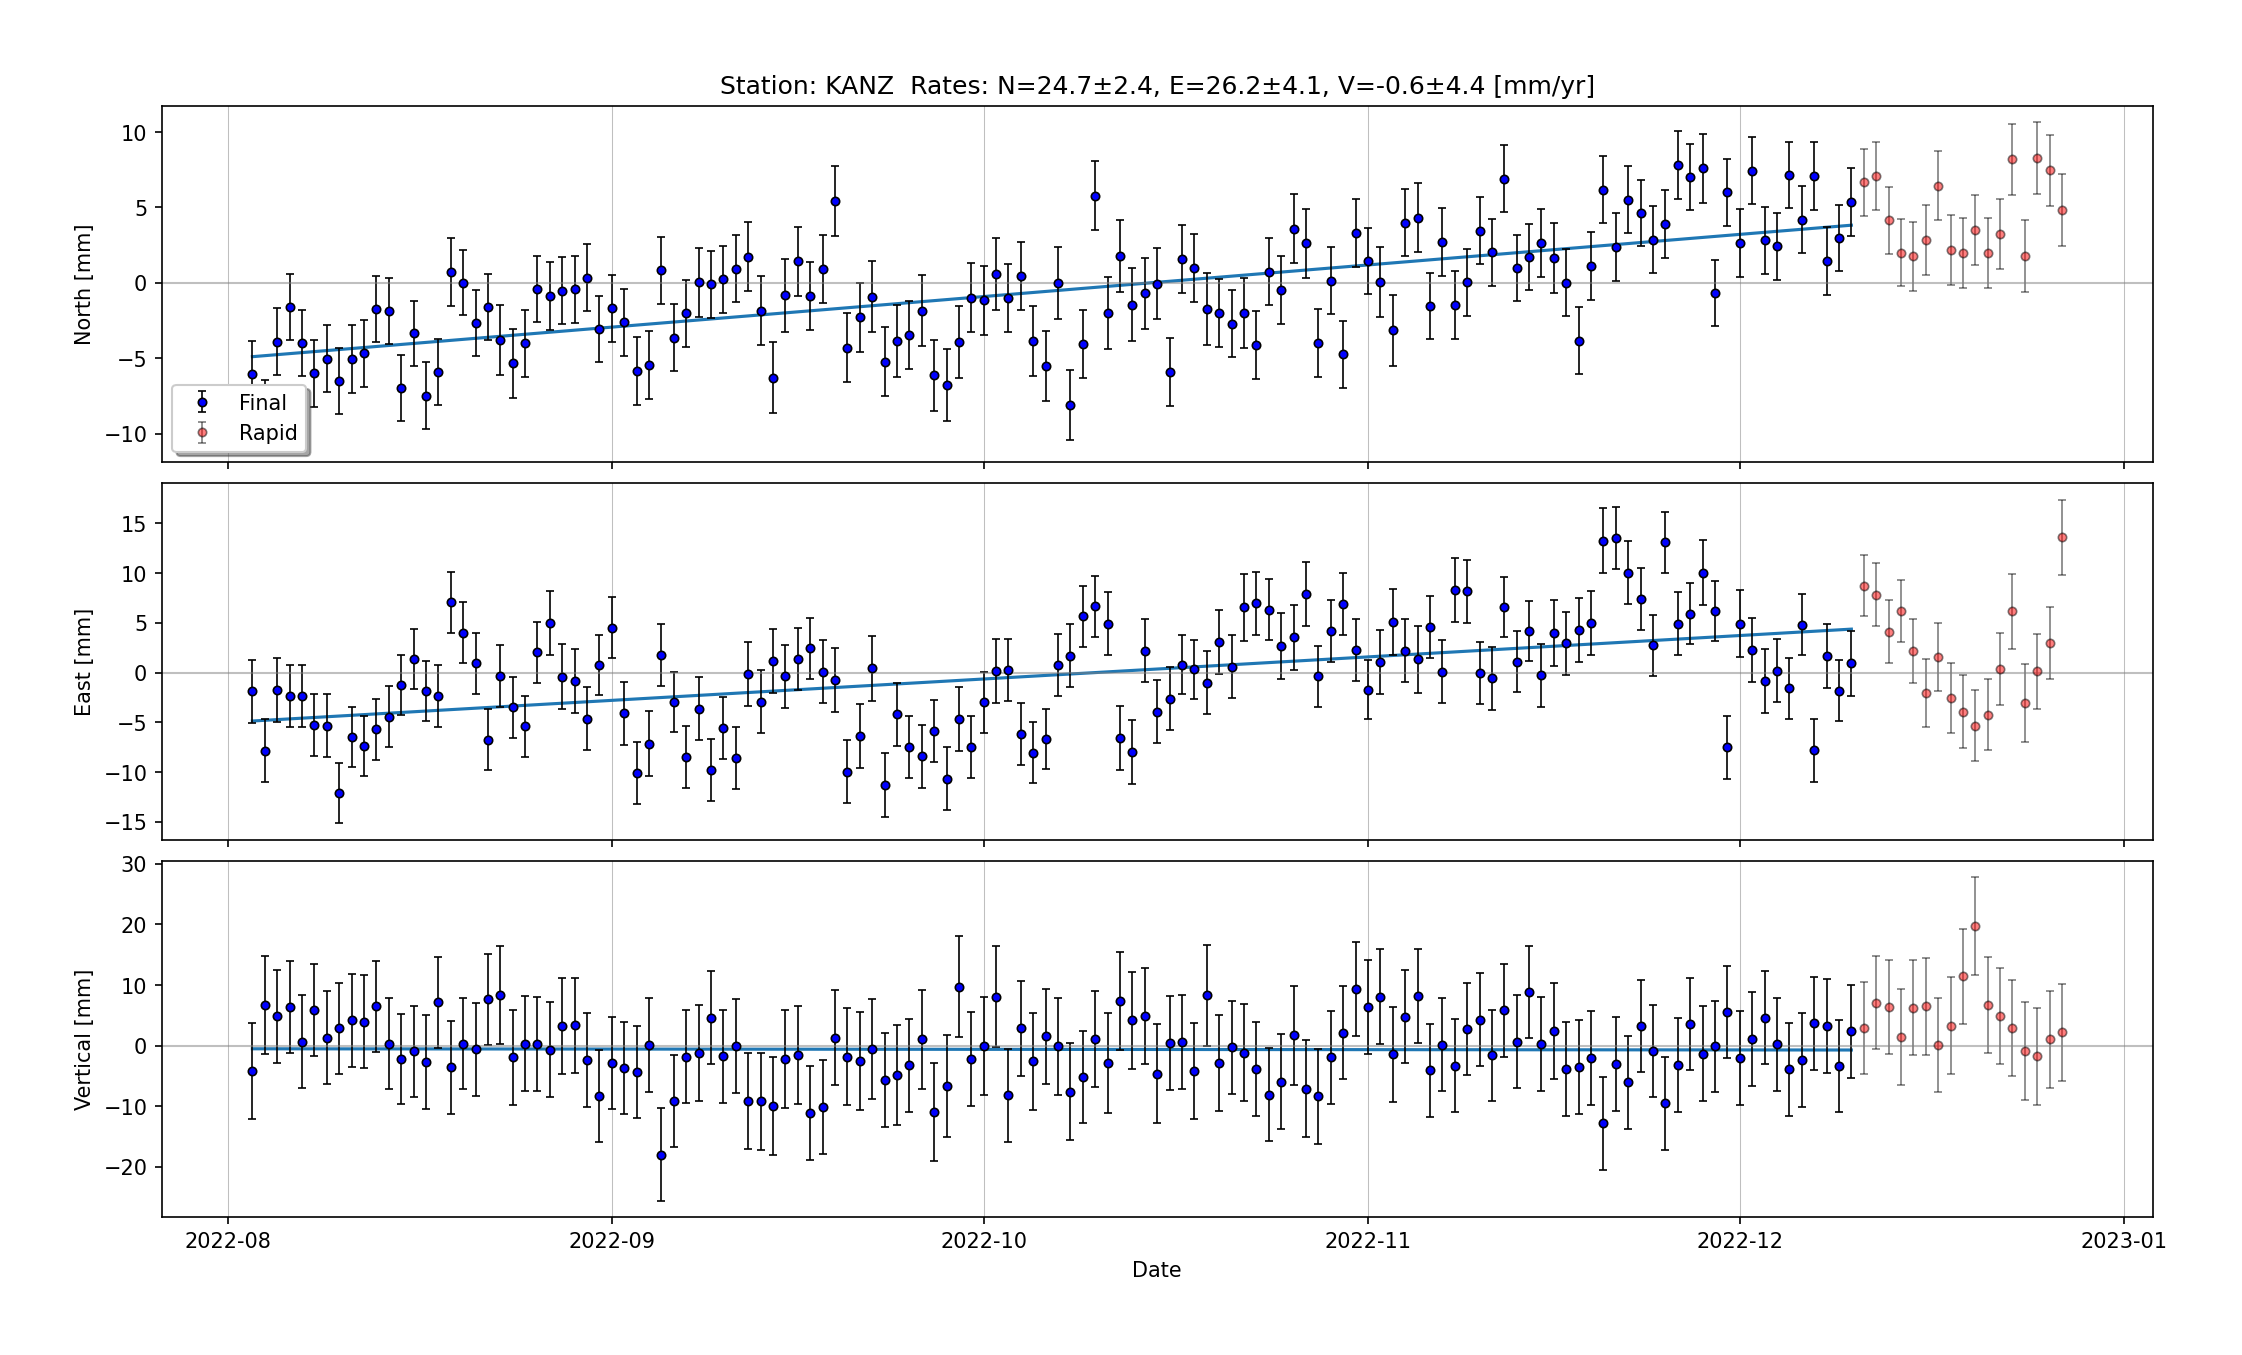 Station: KANZ  Rates: N=24.7±2.4, E=26.2±4.1, V=-0.6±4.4 [mm/yr]
10
5
0
−5
−10
North [mm]
Final
Rapid
15
10
5
0
−5
−10
−15
East [mm]
30
20
10
0
−10
−20
Vertical [mm]
2022-08 2022-09 2022-10 2022-11 2022-12 2023-01
Date